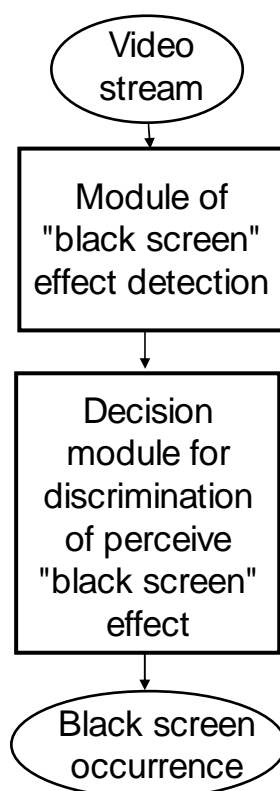 Video
stream
Module of
"black screen"
effect detection
Decision
module for
discrimination
of perceive
"black screen"
effect
Black screen
occurrence